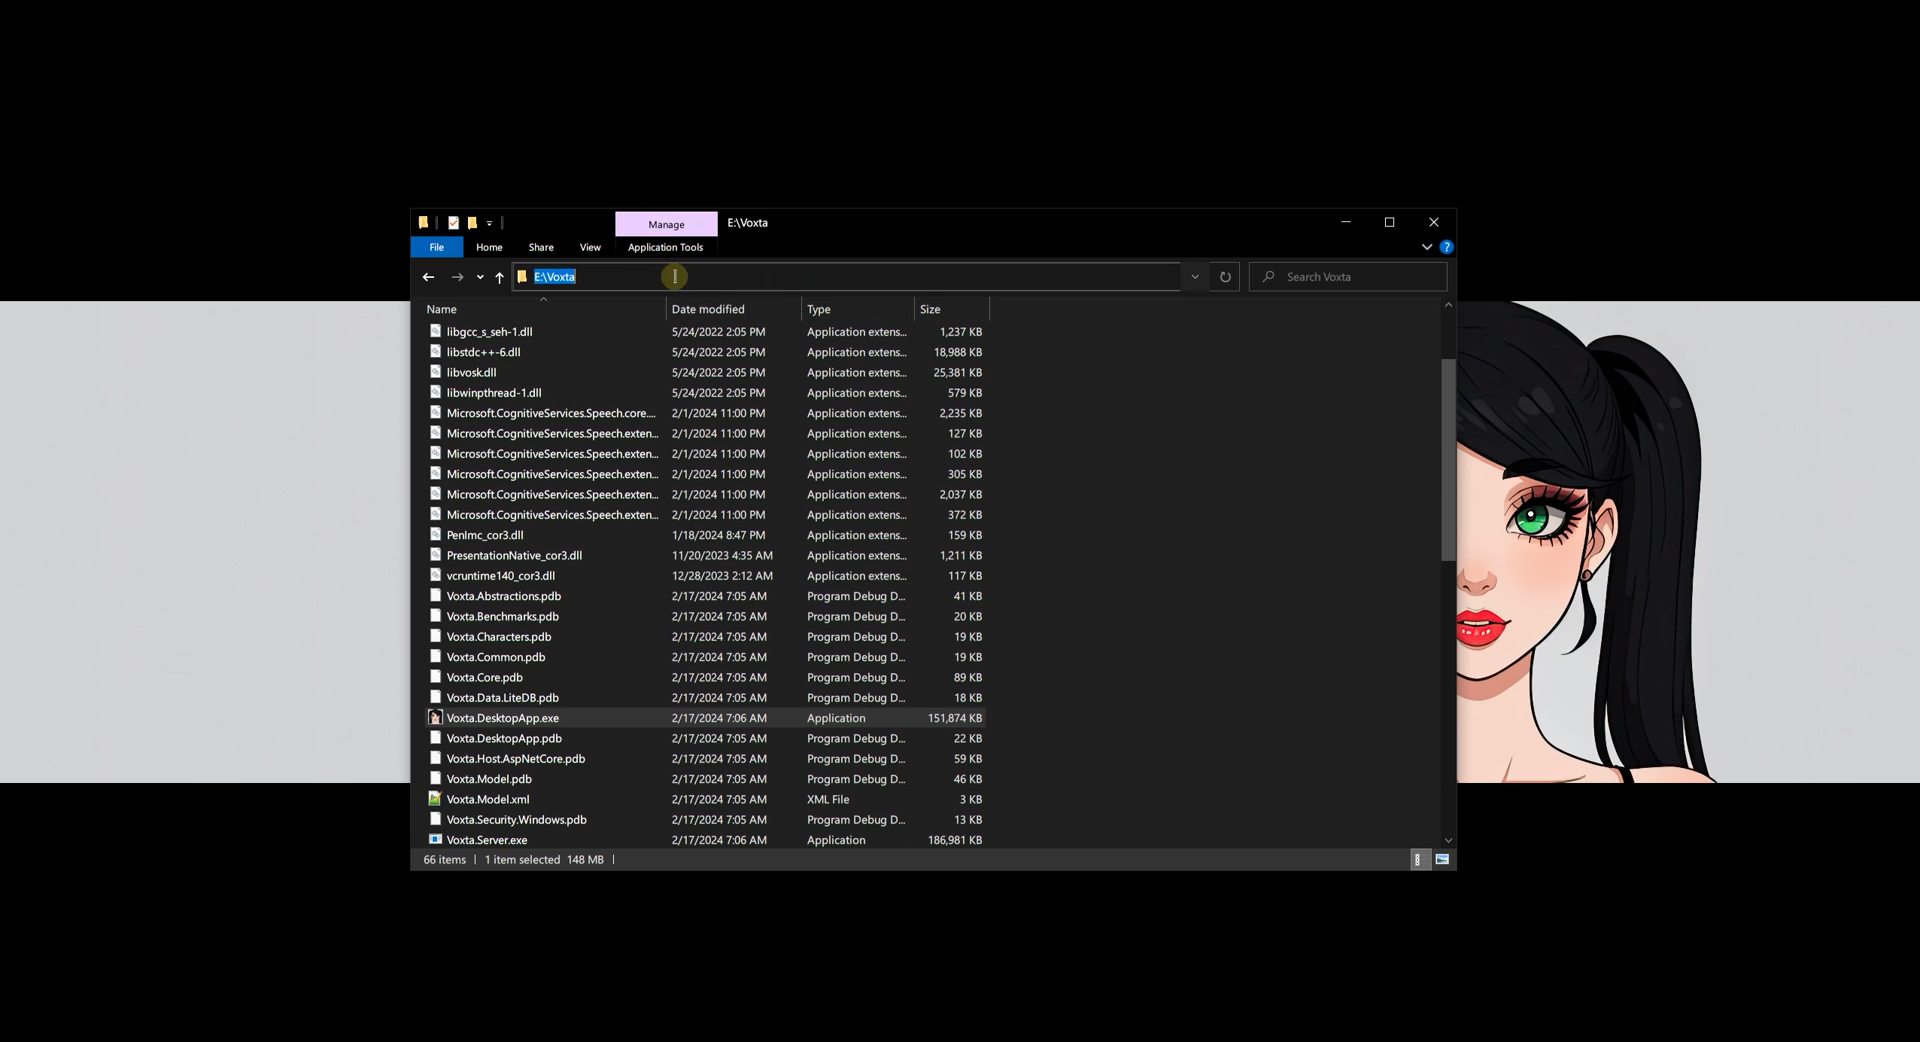 Manage E:\Voxta
File Home Share View Application Tools
E:\Voxta Search Voxta
Name Date modified Type Size
libgcc_s_seh-1.dll 5/24/2022 2:05 PM Application extens... 1,237 KB
libstdc++-6.dll 5/24/2022 2:05 PM Application extens... 18,988 KB
libvosk.dll 5/24/2022 2:05 PM Application extens... 25,381 KB
libwinpthread-1.dll 5/24/2022 2:05 PM Application extens... 579 KB
Microsoft.CognitiveServices.Speech.core.... 2/1/2024 11:00 PM Application extens... 2,235 KB
Microsoft.CognitiveServices.Speech.exten... 2/1/2024 11:00 PM Application extens... 127 KB
Microsoft.CognitiveServices.Speech.exten... 2/1/2024 11:00 PM Application extens... 102 KB
Microsoft.CognitiveServices.Speech.exten... 2/1/2024 11:00 PM Application extens... 305 KB
Microsoft.CognitiveServices.Speech.exten... 2/1/2024 11:00 PM Application extens... 2,037 KB
Microsoft.CognitiveServices.Speech.exten... 2/1/2024 11:00 PM Application extens... 372 KB
PenImc_cor3.dll 1/18/2024 8:47 PM Application extens... 159 KB
PresentationNative_cor3.dll 11/20/2023 4:35 AM Application extens... 1,211 KB
vcruntime140_cor3.dll 12/28/2023 2:12 AM Application extens... 117 KB
Voxta.Abstractions.pdb 2/17/2024 7:05 AM Program Debug D... 41 KB
Voxta.Benchmarks.pdb 2/17/2024 7:05 AM Program Debug D... 20 KB
Voxta.Characters.pdb 2/17/2024 7:05 AM Program Debug D... 19 KB
Voxta.Common.pdb 2/17/2024 7:05 AM Program Debug D... 19 KB
Voxta.Core.pdb 2/17/2024 7:05 AM Program Debug D... 89 KB
Voxta.Data.LiteDB.pdb 2/17/2024 7:05 AM Program Debug D... 18 KB
Voxta.DesktopApp.exe 2/17/2024 7:06 AM Application 151,874 KB
Voxta.DesktopApp.pdb 2/17/2024 7:05 AM Program Debug D... 22 KB
Voxta.Host.AspNetCore.pdb 2/17/2024 7:05 AM Program Debug D... 59 KB
Voxta.Model.pdb 2/17/2024 7:05 AM Program Debug D... 46 KB
Voxta.Model.xml 2/17/2024 7:05 AM XML File 3 KB
Voxta.Security.Windows.pdb 2/17/2024 7:05 AM Program Debug D... 13 KB
Voxta.Server.exe 2/17/2024 7:06 AM Application 186,981 KB
66 items 1 item selected 148 MB